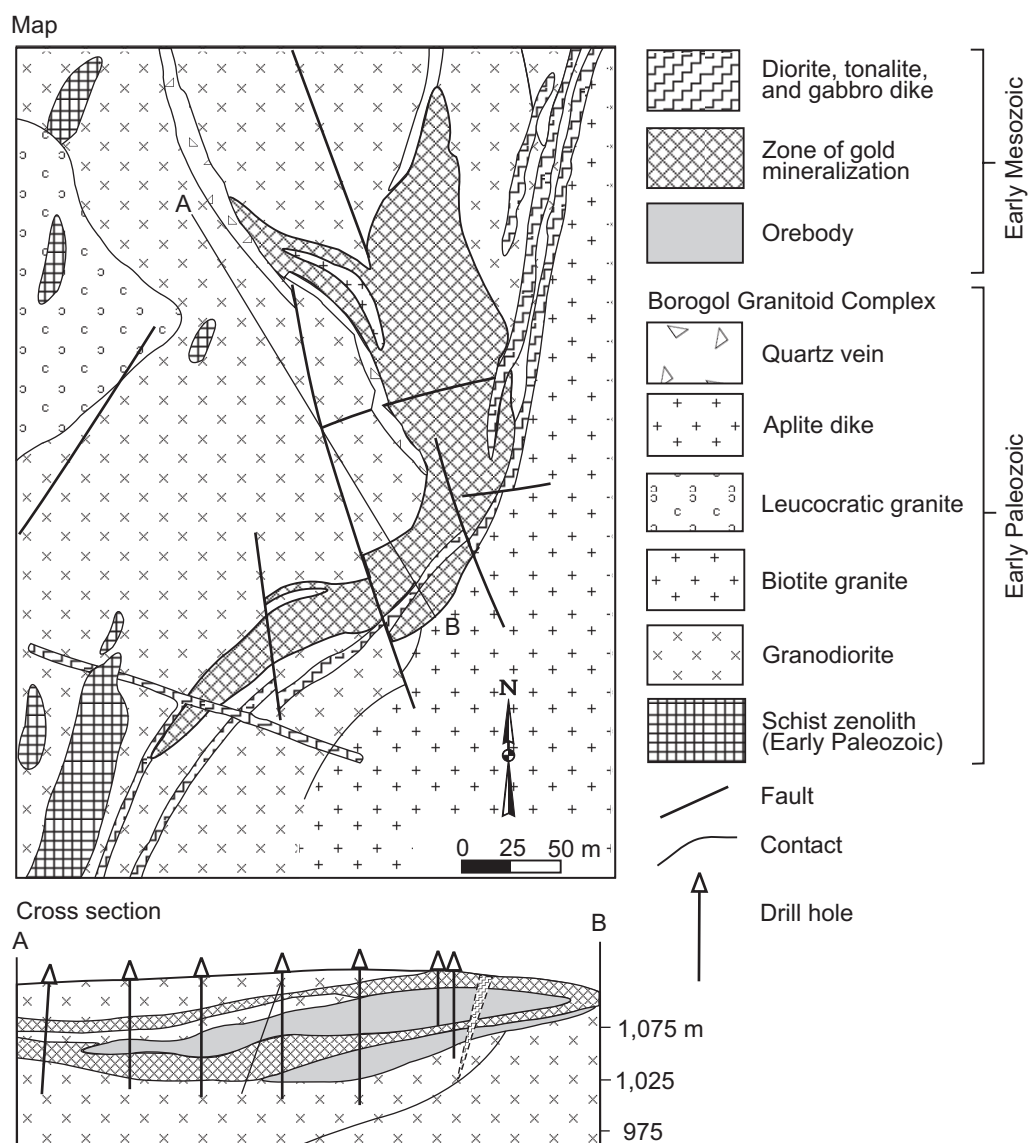 Map
A
B
N
0 25 50 m
Diorite, tonalite,
and gabbro dike
Zone of gold
mineralization
Orebody
Early Mesozoic
Borogol Granitoid Complex
Quartz vein
Aplite dike
Leucocratic granite
Biotite granite
Granodiorite
Schist zenolith
(Early Paleozoic)
Early Paleozoic
Fault
Contact
Drill hole
Cross section
A
B
1,075 m
1,025
975